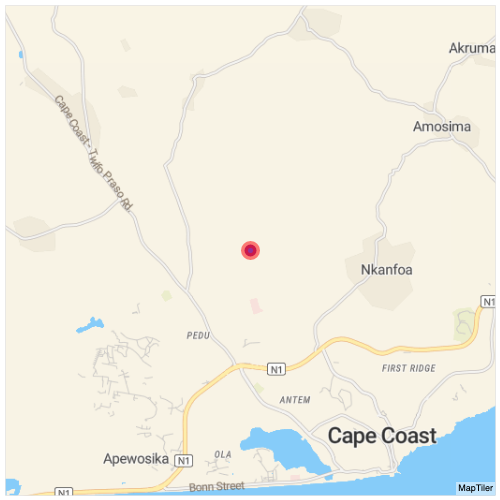 Akruma
Amosima
Cape Coast - Twifo Praso Rd.
Nkanfoa
N1
PEDU
N1
FIRST RIDGE
ANTEM
Cape Coast
OLA
Apewosika
N1
N1
Bonn Street
MapTiler